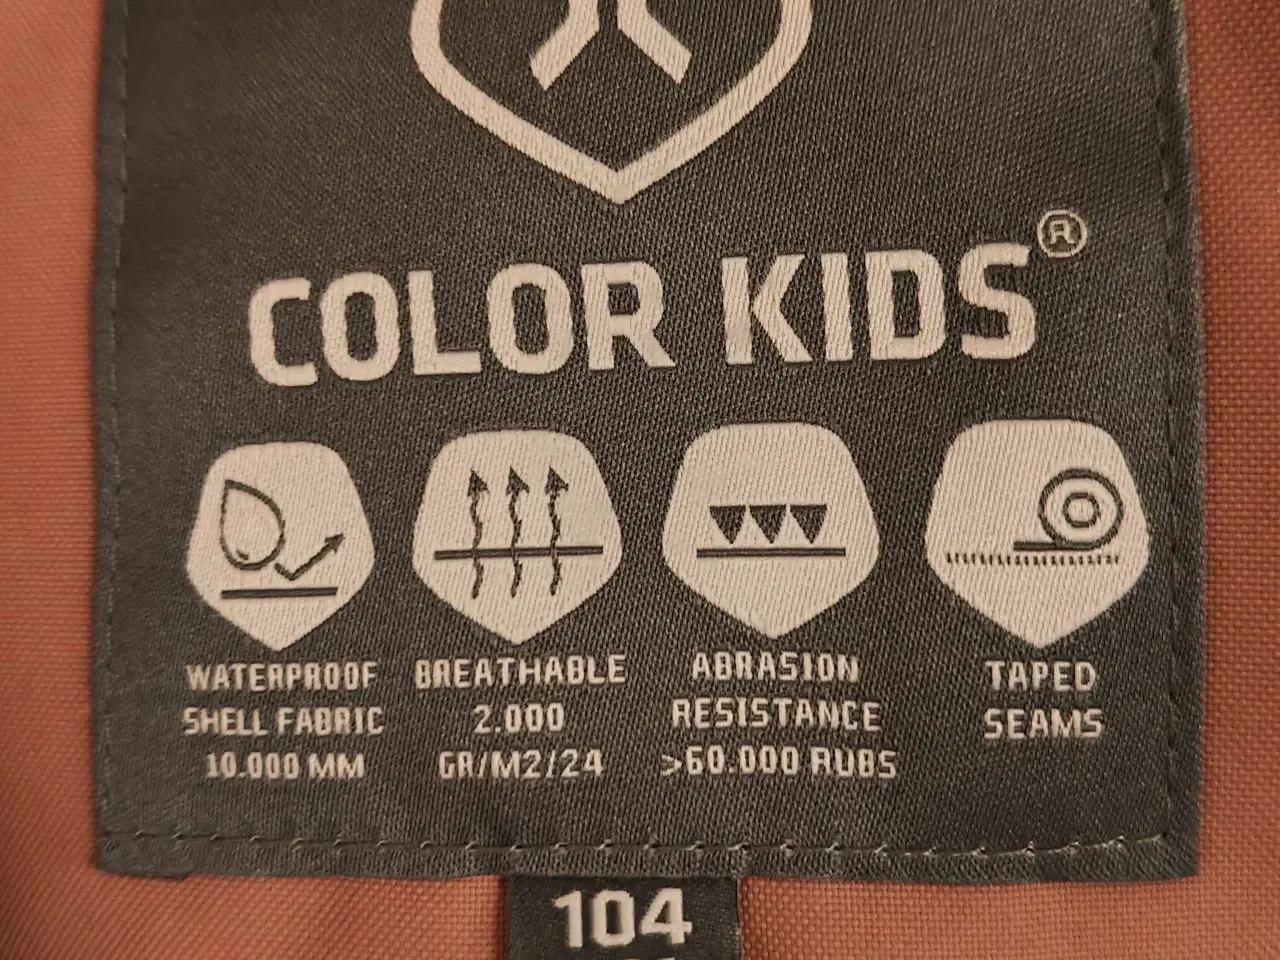 COLOR KIDS®
WATERPROOF
SHELL FABRIC
10.000 MM
BREATHABLE
2.000
GR/M2/24
ABRASION
RESISTANCE
>60.000 RUBS
TAPED
SEAMS
104